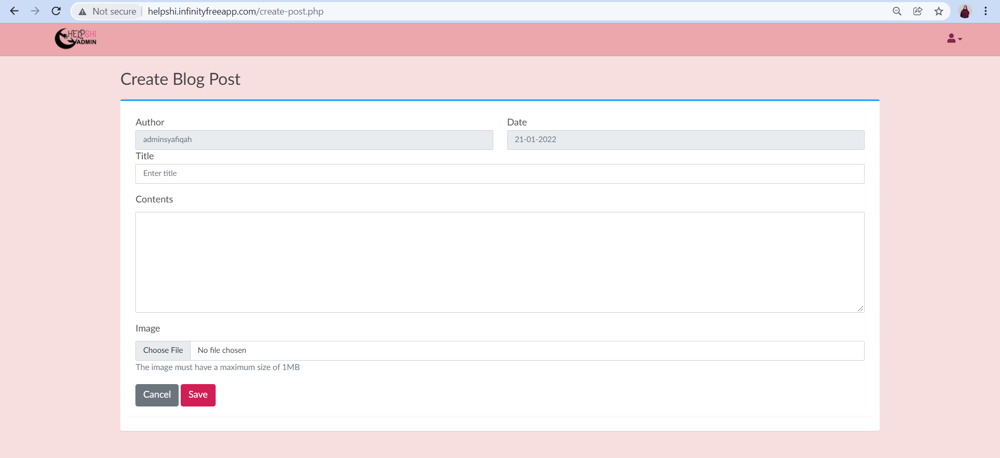 Not secure helpshi.infinityfreeapp.com/create-post.php
HELPSHI
ADMIN
Create Blog Post
Author Date
adminsyafiqah 21-01-2022
Title
Enter title
Contents
Image
Choose File No file chosen
The image must have a maximum size of 1MB
Cancel Save